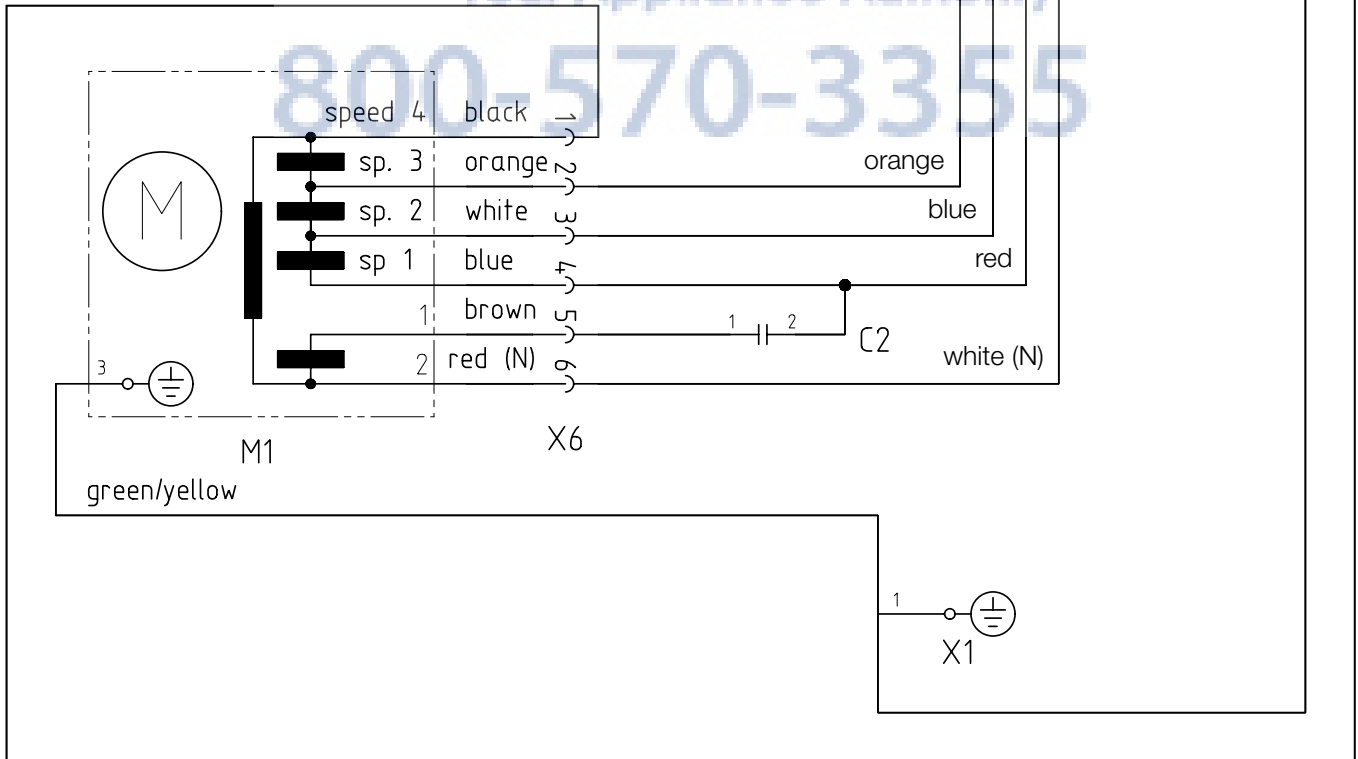 800-570-3355
speed 4 black 1
sp. 3 orange 2 orange
sp. 2 white 3 blue
sp 1 blue 4 red
1 brown 5 1 2 C2
2 red (N) 6 white (N)
3
M
M1 X6
green/yellow
1
X1